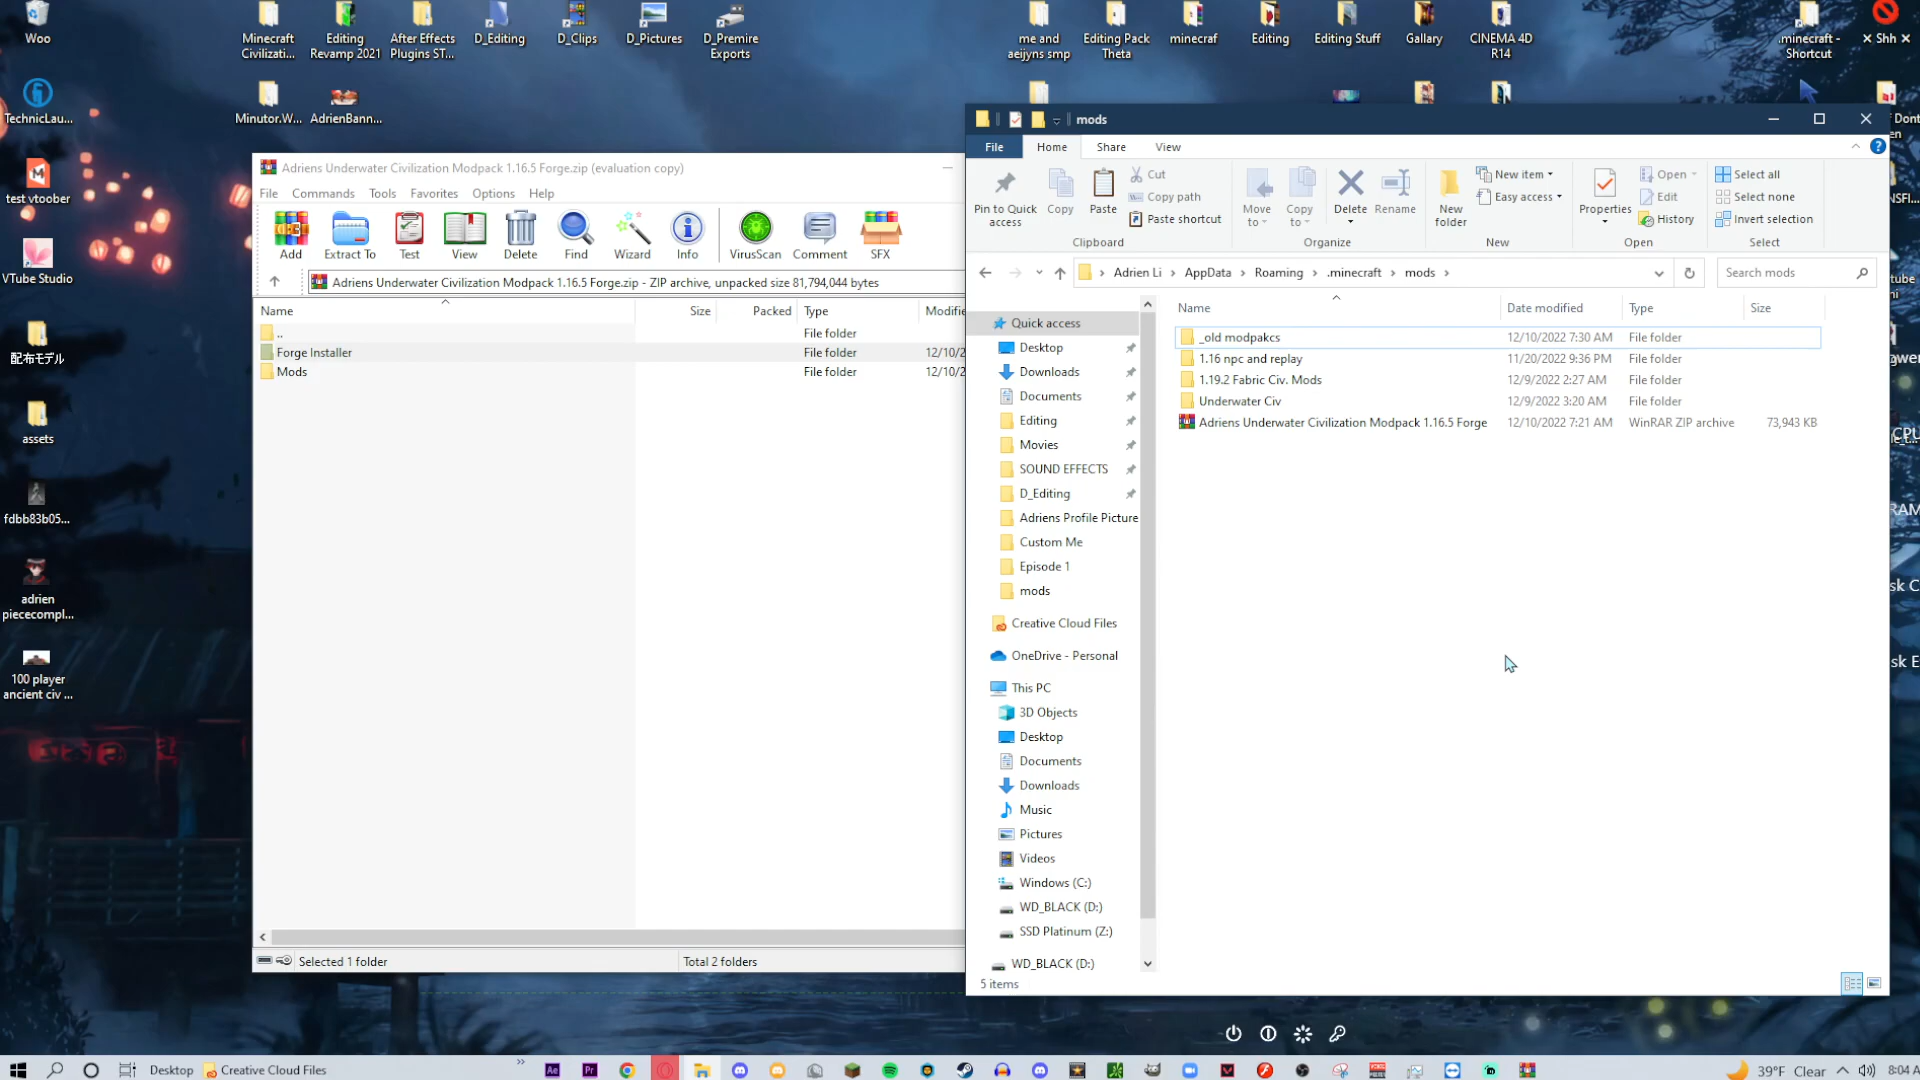 Woo
Minecraft
Civilizati...
Editing
Revamp 2021
After Effects
Plugins ST...
D_Editing
D_Clips
D_Pictures
D_Premire
Exports
me and
aeijyns smp
Editing Pack
Theta
minecraf
Editing
Editing Stuff
Gallary
CINEMA 4D
R14
.minecraft -
Shortcut
× Shh ×
TechnicLau...
Minutor.W...
AdrienBann...
test vtoober
VTube Studio
配布モデル
assets
fdbb83b05...
adrien
piececompl...
100 player
ancient civ ...
Adriens Underwater Civilization Modpack 1.16.5 Forge.zip (evaluation copy)
File Commands Tools Favorites Options Help
Add Extract To Test View Delete Find Wizard Info VirusScan Comment SFX
Adriens Underwater Civilization Modpack 1.16.5 Forge.zip - ZIP archive, unpacked size 81,794,044 bytes
Name Size Packed Type Modifie
.. File folder
Forge Installer File folder 12/10/2
Mods File folder 12/10/2
Selected 1 folder Total 2 folders
mods
File Home Share View
Pin to Quick
access
Copy
Paste
Cut
Copy path
Paste shortcut
Clipboard
Move
to
Copy
to
Delete
Rename
Organize
New
folder
New item
Easy access
New
Properties
Open
Edit
History
Open
Select all
Select none
Invert selection
Select
Adrien Li > AppData > Roaming > .minecraft > mods >
Search mods
Name Date modified Type Size
_old modpakcs 12/10/2022 7:30 AM File folder
1.16 npc and replay 11/20/2022 9:36 PM File folder
1.19.2 Fabric Civ. Mods 12/9/2022 2:27 AM File folder
Underwater Civ 12/9/2022 3:20 AM File folder
Adriens Underwater Civilization Modpack 1.16.5 Forge 12/10/2022 7:21 AM WinRAR ZIP archive 73,943 KB
Quick access
Desktop
Downloads
Documents
Editing
Movies
SOUND EFFECTS
D_Editing
Adriens Profile Picture
Custom Me
Episode 1
mods
Creative Cloud Files
OneDrive - Personal
This PC
3D Objects
Desktop
Documents
Downloads
Music
Pictures
Videos
Windows (C:)
WD_BLACK (D:)
SSD Platinum (Z:)
WD_BLACK (D:)
5 items
Desktop
Creative Cloud Files
39°F Clear
8:04 A